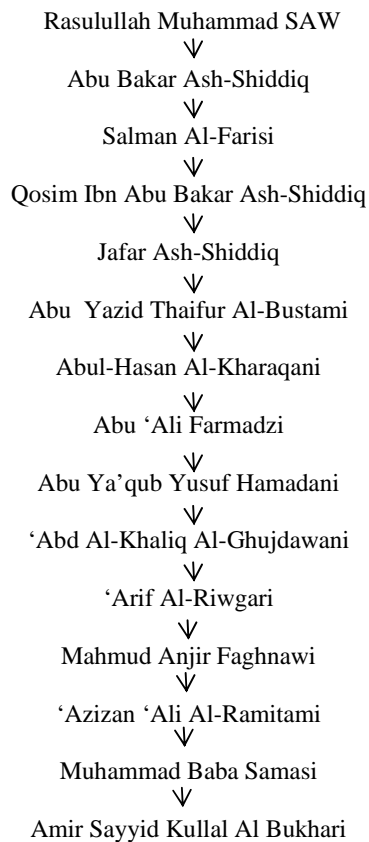 Rasulullah Muhammad SAW
Abu Bakar Ash-Shiddiq
Salman Al-Farisi
Qosim Ibn Abu Bakar Ash-Shiddiq
Jafar Ash-Shiddiq
Abu Yazid Thaifur Al-Bustami
Abul-Hasan Al-Kharaqani
Abu ‘Ali Farmadzi
Abu Ya’qub Yusuf Hamadani
‘Abd Al-Khaliq Al-Ghujdawani
‘Arif Al-Riwgari
Mahmud Anjir Faghnawi
‘Azizan ‘Ali Al-Ramitami
Muhammad Baba Samasi
Amir Sayyid Kullal Al Bukhari